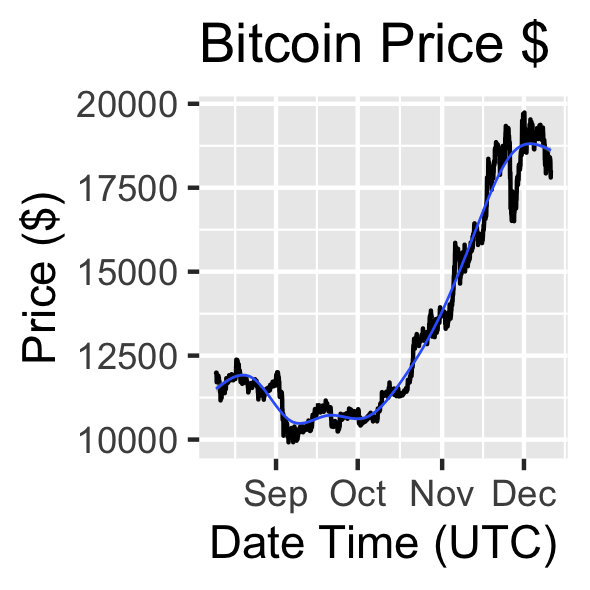 Bitcoin Price $
20000
17500
15000
12500
10000
Price ($)
Sep Oct Nov Dec
Date Time (UTC)